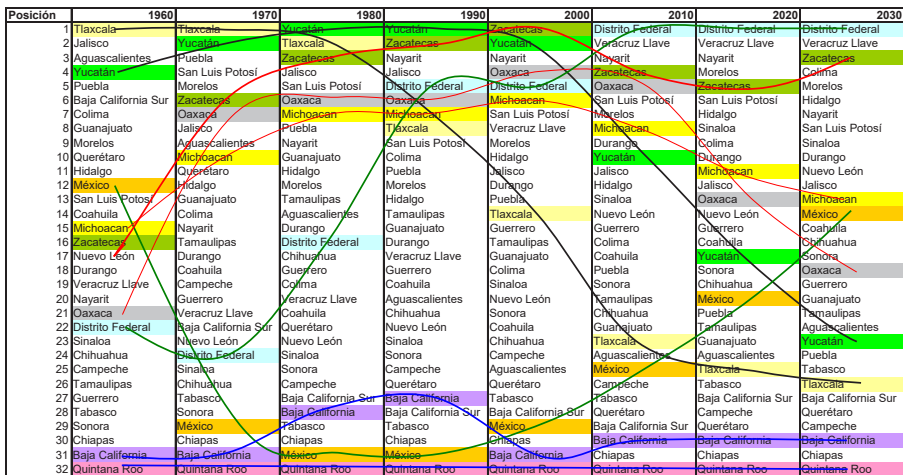 Posición 1960 1970 1980 1990 2000 2010 2020 2030
1 Tlaxcala Tlaxcala Yucatán Yucatán Zacatecas Distrito Federal Distrito Federal Distrito Federal
2 Jalisco Yucatán Tlaxcala Zacatecas Yucatán Veracruz Llave Veracruz Llave Veracruz Llave
3 Aguascalientes Puebla Zacatecas Nayarit Nayarit Nayarit Nayarit Zacatecas
4 Yucatán San Luis Potosí Jalisco Jalisco Oaxaca Zacatecas Morelos Colima
5 Puebla Morelos San Luis Potosí Distrito Federal Distrito Federal Oaxaca Zacatecas Morelos
6 Baja California Sur Zacatecas Oaxaca Oaxaca Michoacan San Luis Potosí San Luis Potosí Hidalgo
7 Colima Oaxaca Michoacan Michoacan San Luis Potosí Morelos Hidalgo Nayarit
8 Guanajuato Jalisco Puebla Tlaxcala Veracruz Llave Michoacan Sinaloa San Luis Potosí
9 Morelos Aguascalientes Nayarit San Luis Potosí Morelos Durango Colima Sinaloa
10 Querétaro Michoacan Guanajuato Colima Hidalgo Yucatán Durango Durango
11 Hidalgo Querétaro Hidalgo Puebla Jalisco Jalisco Michoacan Nuevo León
12 México Hidalgo Morelos Morelos Durango Hidalgo Jalisco Jalisco
13 San Luis Potosí Guanajuato Tamaulipas Hidalgo Puebla Sinaloa Oaxaca Michoacan
14 Coahuila Colima Aguascalientes Tamaulipas Tlaxcala Nuevo León Nuevo León México
15 Michoacan Nayarit Durango Guanajuato Guerrero Guerrero Guerrero Coahuila
16 Zacatecas Tamaulipas Distrito Federal Durango Tamaulipas Colima Coahuila Chihuahua
17 Nuevo León Durango Chihuahua Veracruz Llave Guanajuato Coahuila Yucatán Sonora
18 Durango Coahuila Guerrero Guerrero Colima Puebla Sonora Oaxaca
19 Veracruz Llave Campeche Colima Coahuila Sinaloa Sonora Chihuahua Guerrero
20 Nayarit Guerrero Veracruz Llave Aguascalientes Nuevo León Tamaulipas México Guanajuato
21 Oaxaca Veracruz Llave Coahuila Chihuahua Sonora Chihuahua Puebla Tamaulipas
22 Distrito Federal Baja California Sur Querétaro Nuevo León Coahuila Guanajuato Tamaulipas Aguascalientes
23 Sinaloa Nuevo León Nuevo León Sinaloa Chihuahua Tlaxcala Guanajuato Yucatán
24 Chihuahua Distrito Federal Sinaloa Sonora Campeche Aguascalientes Aguascalientes Puebla
25 Campeche Sinaloa Sonora Campeche Aguascalientes México Tlaxcala Tabasco
26 Tamaulipas Chihuahua Campeche Querétaro Querétaro Campeche Tabasco Tlaxcala
27 Guerrero Tabasco Baja California Sur Baja California Tabasco Tabasco Baja California Sur Baja California Sur
28 Tabasco Sonora Baja California Baja California Sur Baja California Sur Querétaro Campeche Querétaro
29 Sonora México Tabasco Tabasco México Baja California Sur Querétaro Campeche
30 Chiapas Chiapas Chiapas Chiapas Chiapas Baja California Baja California Baja California
31 Baja California Baja California México México Baja California Chiapas Chiapas Chiapas
32 Quintana Roo Quintana Roo Quintana Roo Quintana Roo Quintana Roo Quintana Roo Quintana Roo Quintana Roo